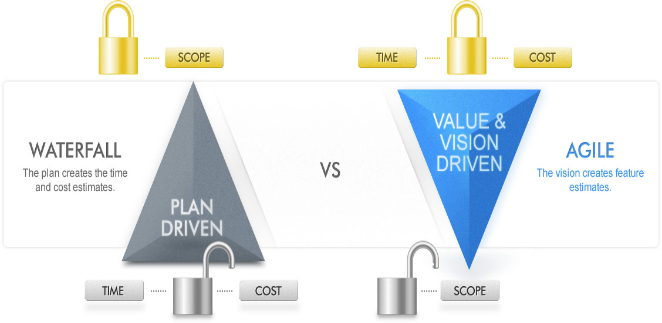 SCOPE
TIME
COST
WATERFALL
The plan creates the time
and cost estimates.
PLAN
DRIVEN
VS
VALUE &
VISION
DRIVEN
AGILE
The vision creates feature
estimates.
TIME
COST
SCOPE